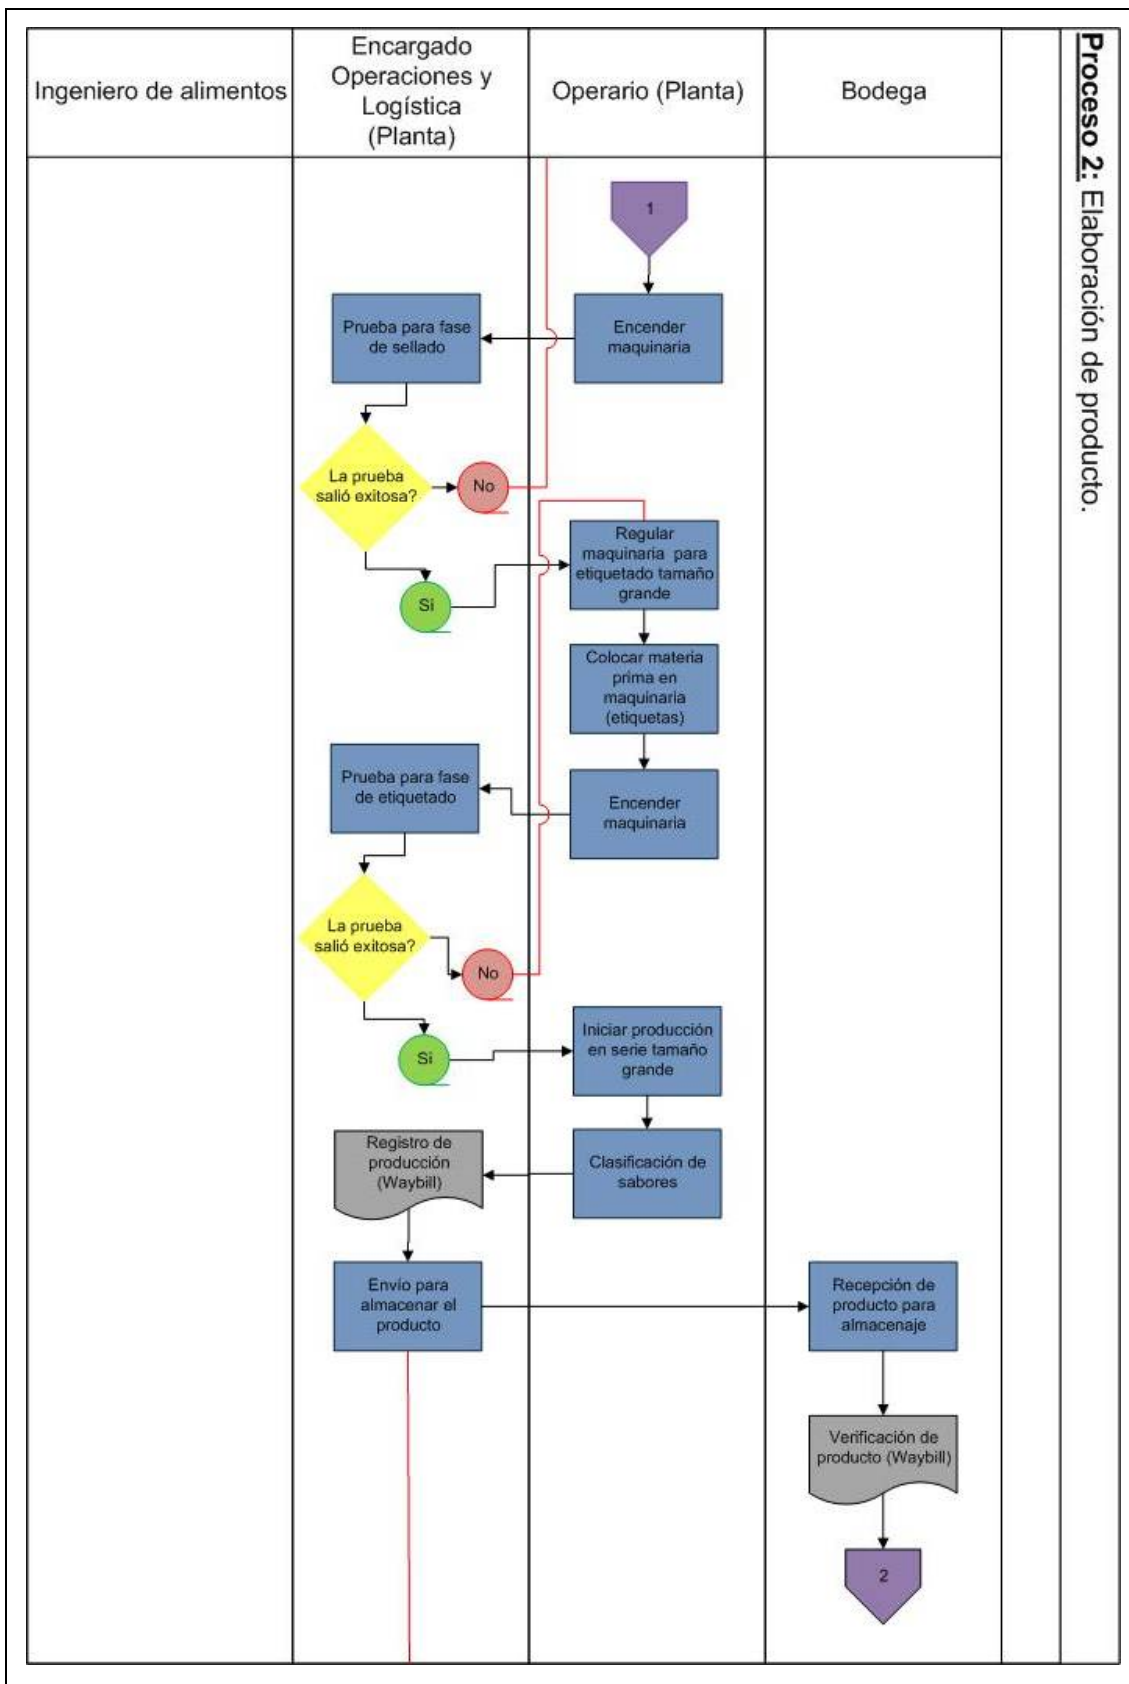 Proceso 2: Elaboración de producto.
Ingeniero de alimentos
Encargado
Operaciones y
Logística
(Planta)
Operario (Planta)
Bodega
1
Encender
maquinaria
Prueba para fase
de sellado
La prueba
salió exitosa?
No
Si
Regular
maquinaria para
etiquetado tamaño
grande
Colocar materia
prima en
maquinaria
(etiquetas)
Encender
maquinaria
Prueba para fase
de etiquetado
La prueba
salió exitosa?
No
Si
Iniciar producción
en serie tamaño
grande
Clasificación de
sabores
Registro de
producción
(Waybill)
Envío para
almacenar el
producto
Recepción de
producto para
almacenaje
Verificación de
producto (Waybill)
2